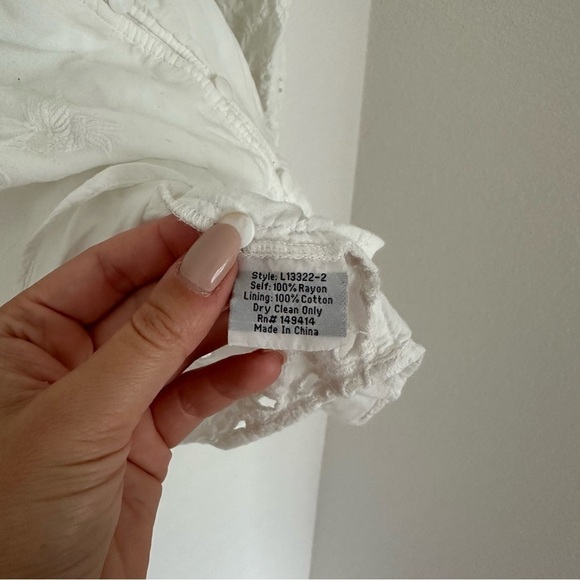 Style: L13322-2
Self: 100% Rayon
Lining: 100% Cotton
Dry Clean Only
Rn# 149414
Made In China